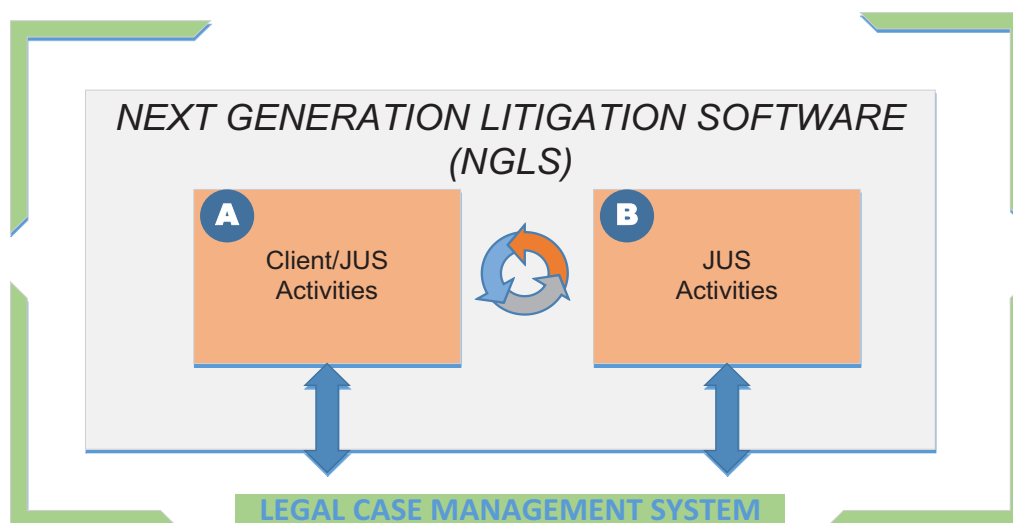 NEXT GENERATION LITIGATION SOFTWARE
(NGLS)
A
Client/JUS
Activities
B
JUS
Activities
LEGAL CASE MANAGEMENT SYSTEM